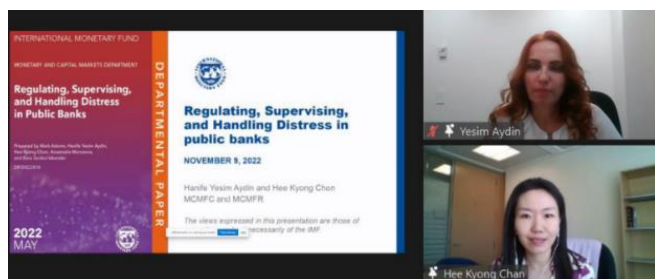 INTERNATIONAL MONETARY FUND
MONETARY AND CAPITAL MARKETS DEPARTMENT
Regulating, Supervising,
and Handling Distress
in Public Banks
2022
MAY
DEPARTMENTAL PAPER
Regulating, Supervising,
and Handling Distress in
public banks
NOVEMBER 9, 2022
Hanife Yesim Aydin and Hee Kyong Chon
MCMFC and MCMFR
The views expressed in this presentation are those of
necessarily of the IMF.
Yesim Aydin
Hee Kyong Chan